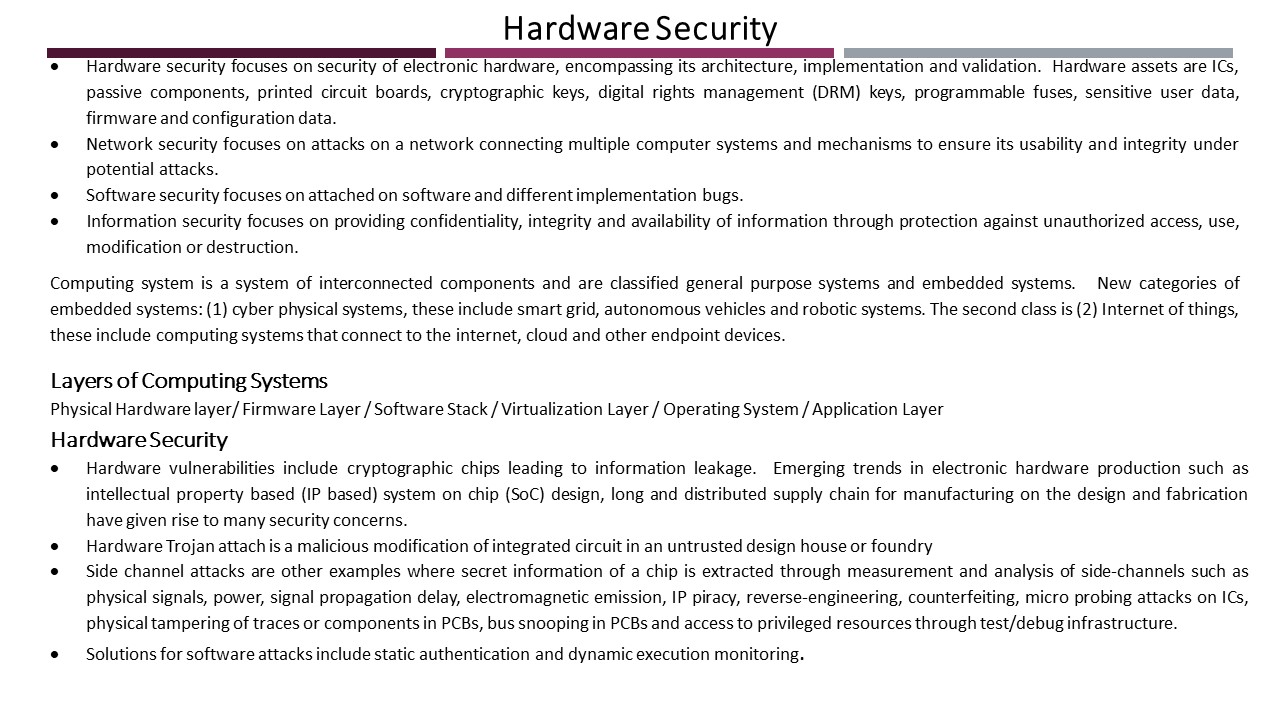 Hardware Security
• Hardware security focuses on security of electronic hardware, encompassing its architecture, implementation and validation. Hardware assets are ICs,
passive components, printed circuit boards, cryptographic keys, digital rights management (DRM) keys, programmable fuses, sensitive user data,
firmware and configuration data.
• Network security focuses on attacks on a network connecting multiple computer systems and mechanisms to ensure its usability and integrity under
potential attacks.
• Software security focuses on attached on software and different implementation bugs.
• Information security focuses on providing confidentiality, integrity and availability of information through protection against unauthorized access, use,
modification or destruction.
Computing system is a system of interconnected components and are classified general purpose systems and embedded systems. New categories of
embedded systems: (1) cyber physical systems, these include smart grid, autonomous vehicles and robotic systems. The second class is (2) Internet of things,
these include computing systems that connect to the internet, cloud and other endpoint devices.
Layers of Computing Systems
Physical Hardware layer/ Firmware Layer / Software Stack / Virtualization Layer / Operating System / Application Layer
Hardware Security
• Hardware vulnerabilities include cryptographic chips leading to information leakage. Emerging trends in electronic hardware production such as
intellectual property based (IP based) system on chip (SoC) design, long and distributed supply chain for manufacturing on the design and fabrication
have given rise to many security concerns.
• Hardware Trojan attach is a malicious modification of integrated circuit in an untrusted design house or foundry
• Side channel attacks are other examples where secret information of a chip is extracted through measurement and analysis of side-channels such as
physical signals, power, signal propagation delay, electromagnetic emission, IP piracy, reverse-engineering, counterfeiting, micro probing attacks on ICs,
physical tampering of traces or components in PCBs, bus snooping in PCBs and access to privileged resources through test/debug infrastructure.
• Solutions for software attacks include static authentication and dynamic execution monitoring.